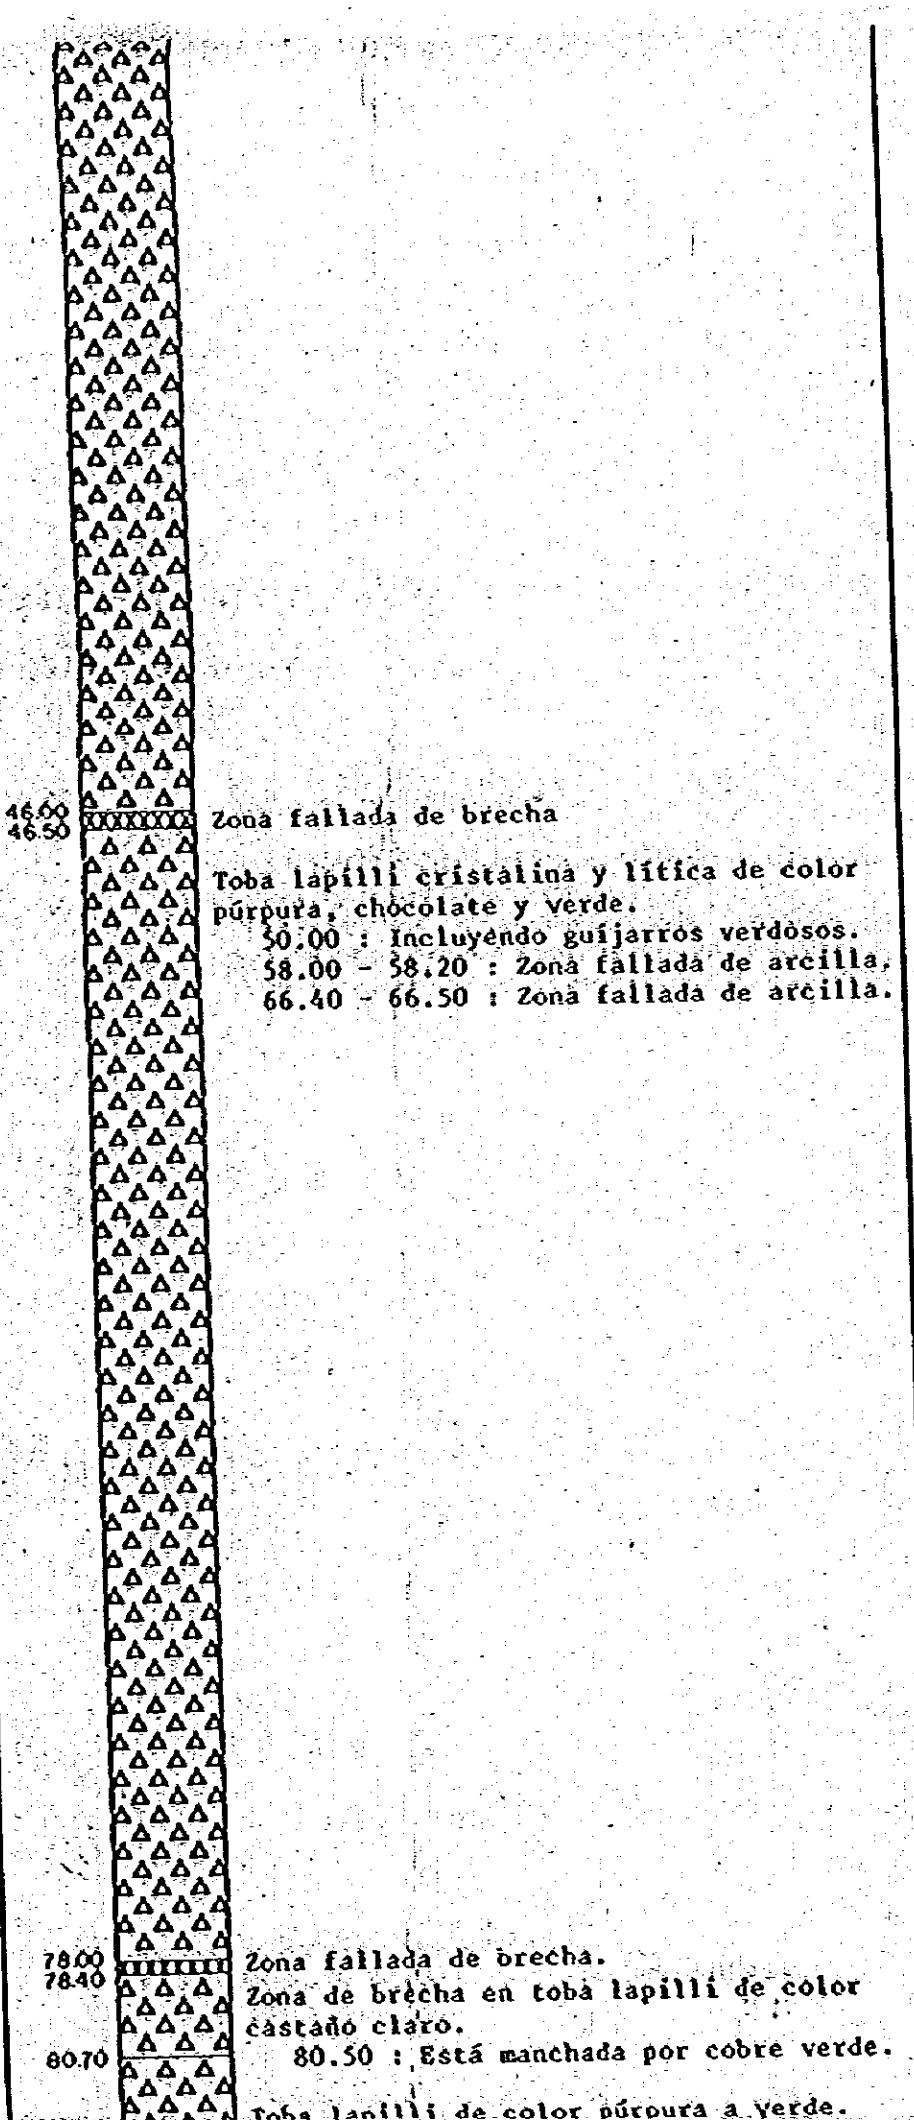 46.00
46.50
Zona fallada de brecha
Toba lapilli cristalina y lítica de color
púrpura, chocolate y verde.
50.00 : Incluyendo guijarros verdosos.
58.00 - 58.20 : Zona fallada de arcilla.
66.40 - 66.50 : Zona fallada de arcilla.
78.00
78.40
Zona fallada de brecha.
Zona de brecha en toba lapilli de color
castaño claro.
80.70
80.50 : Está manchada por cobre verde.
Toba lapilli de color púrpura a verde.